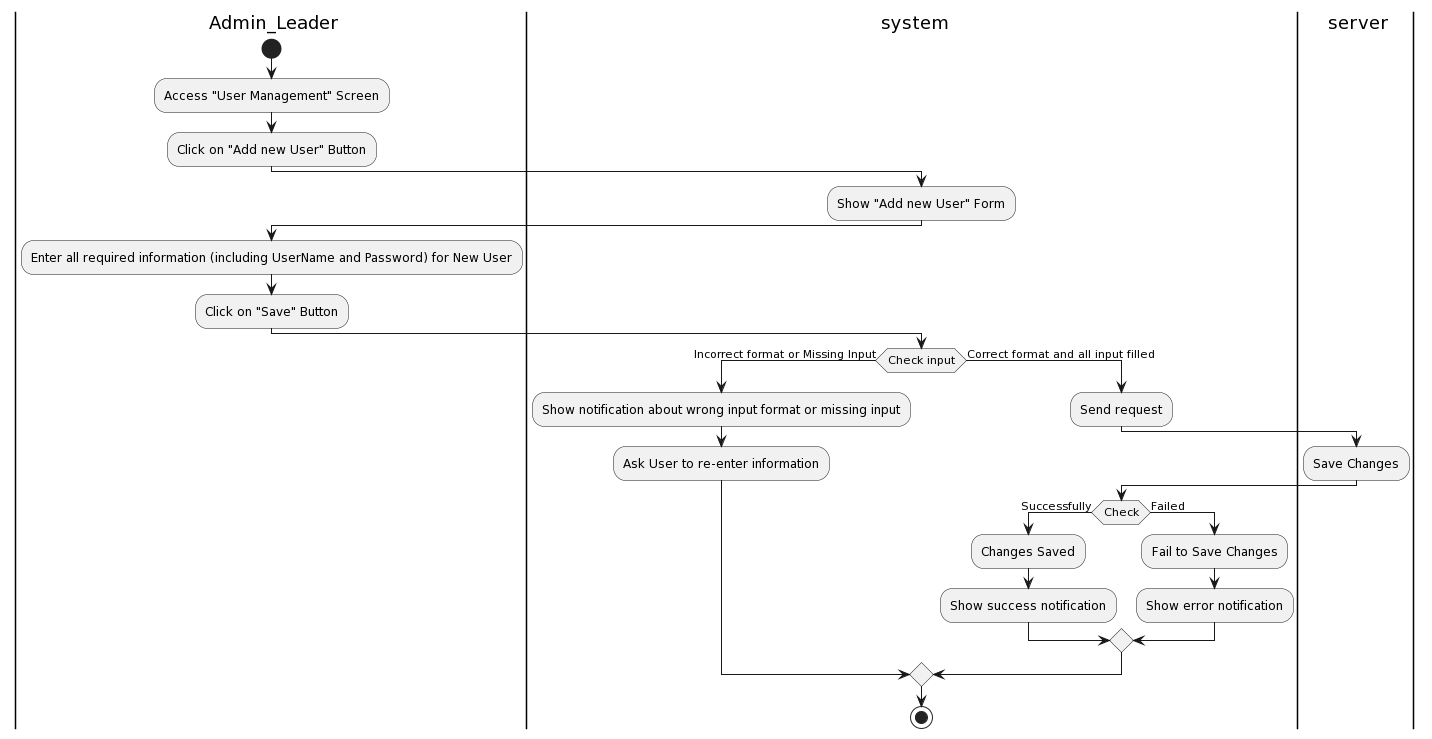 Admin_Leader
system
server
Access "User Management" Screen
Click on "Add new User" Button
Show "Add new User" Form
Enter all required information (including UserName and Password) for New User
Click on "Save" Button
Incorrect format or Missing Input
Check input
Correct format and all input filled
Show notification about wrong input format or missing input
Send request
Ask User to re-enter information
Save Changes
Successfully
Check
Failed
Changes Saved
Fail to Save Changes
Show success notification
Show error notification